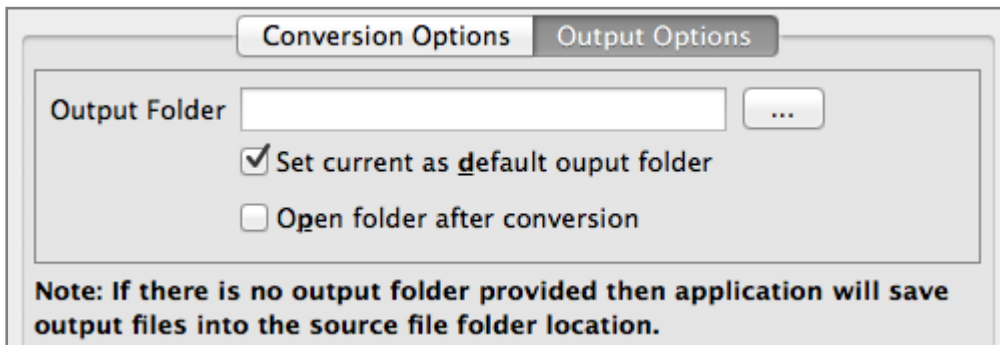 Conversion Options Output Options
Output Folder ...
Set current as default ouput folder
Open folder after conversion
Note: If there is no output folder provided then application will save
output files into the source file folder location.